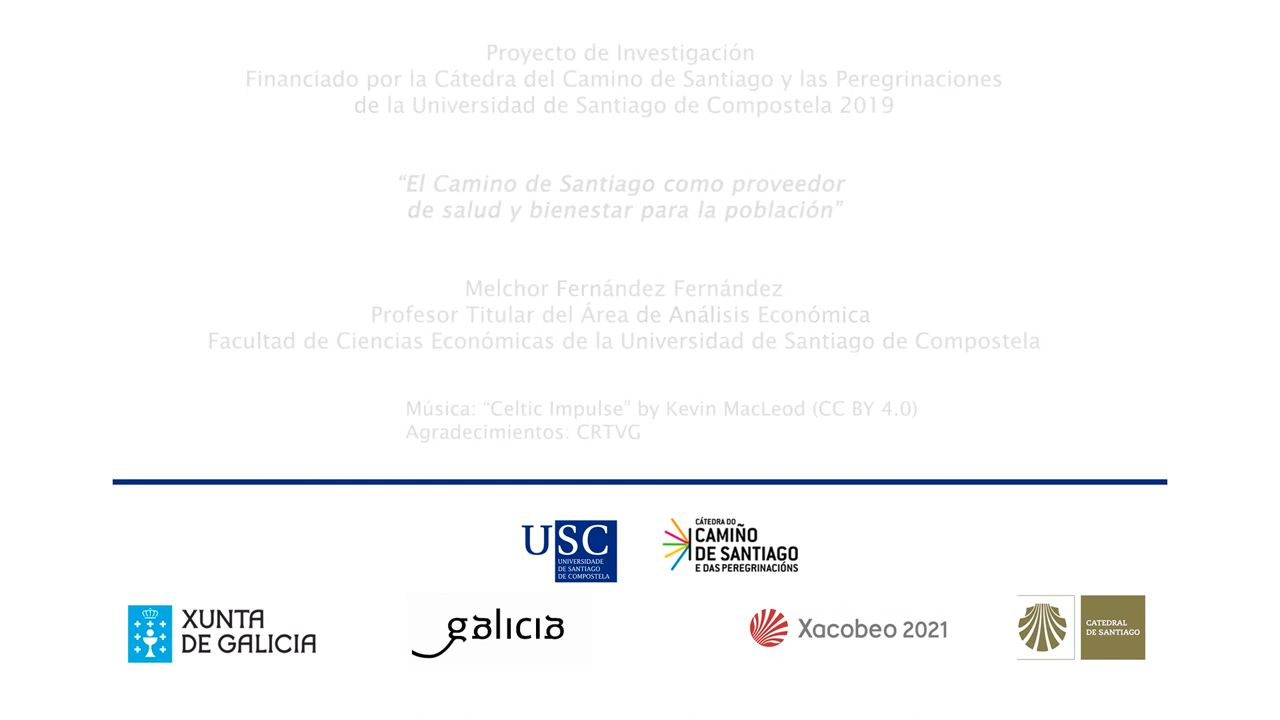 Proyecto de Investigación
Financiado por la Cátedra del Camino de Santiago y las Peregrinaciones
de la Universidad de Santiago de Compostela 2019
“El Camino de Santiago como proveedor
de salud y bienestar para la población”
Melchor Fernández Fernández
Profesor Titular del Área de Análisis Económica
Facultad de Ciencias Económicas de la Universidad de Santiago de Compostela
Música: “Celtic Impulse” by Kevin MacLeod (CC BY 4.0)
Agradecimientos: CRTVG
USC
UNIVERSIDADE
DE SANTIAGO
DE COMPOSTELA
CÁTEDRA DO
CAMIÑO
DE SANTIAGO
E DAS PEREGRINACIÓNS
XUNTA
DE GALICIA
galicia
Xacobeo 2021
CATEDRAL
DE SANTIAGO